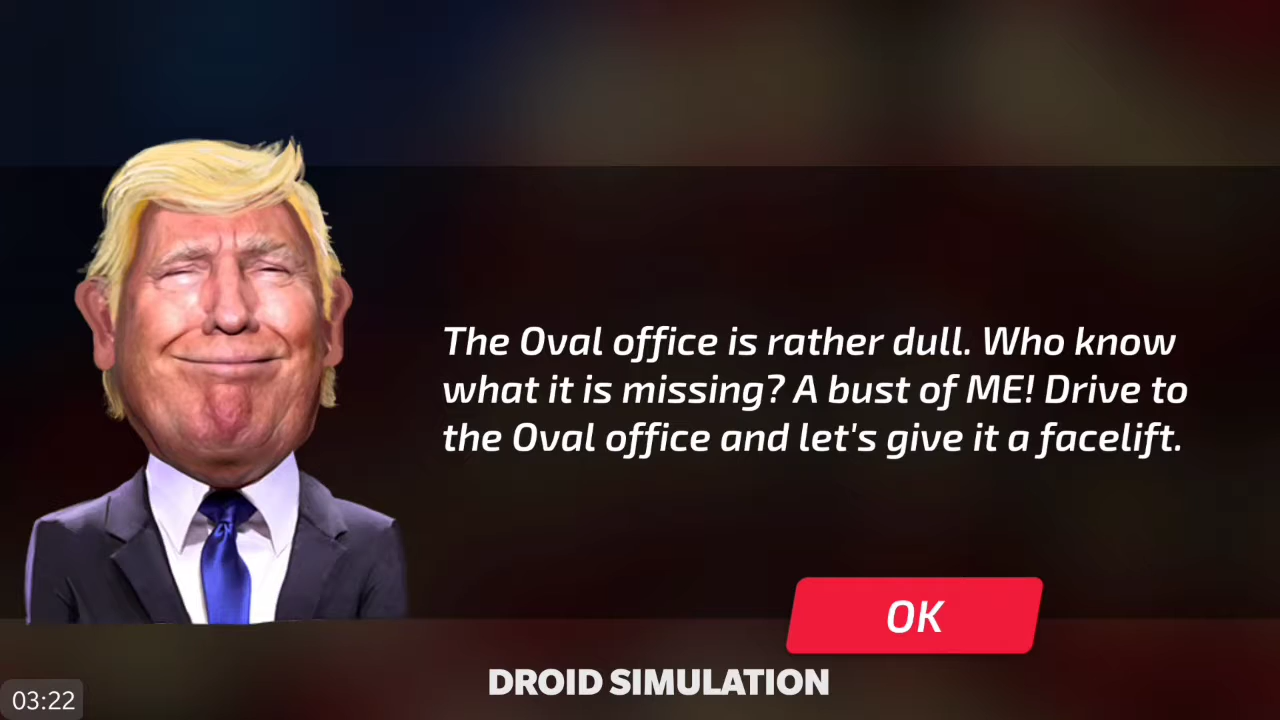 The Oval office is rather dull. Who know
what it is missing? A bust of ME! Drive to
the Oval office and let's give it a facelift.
OK
DROID SIMULATION
03:22